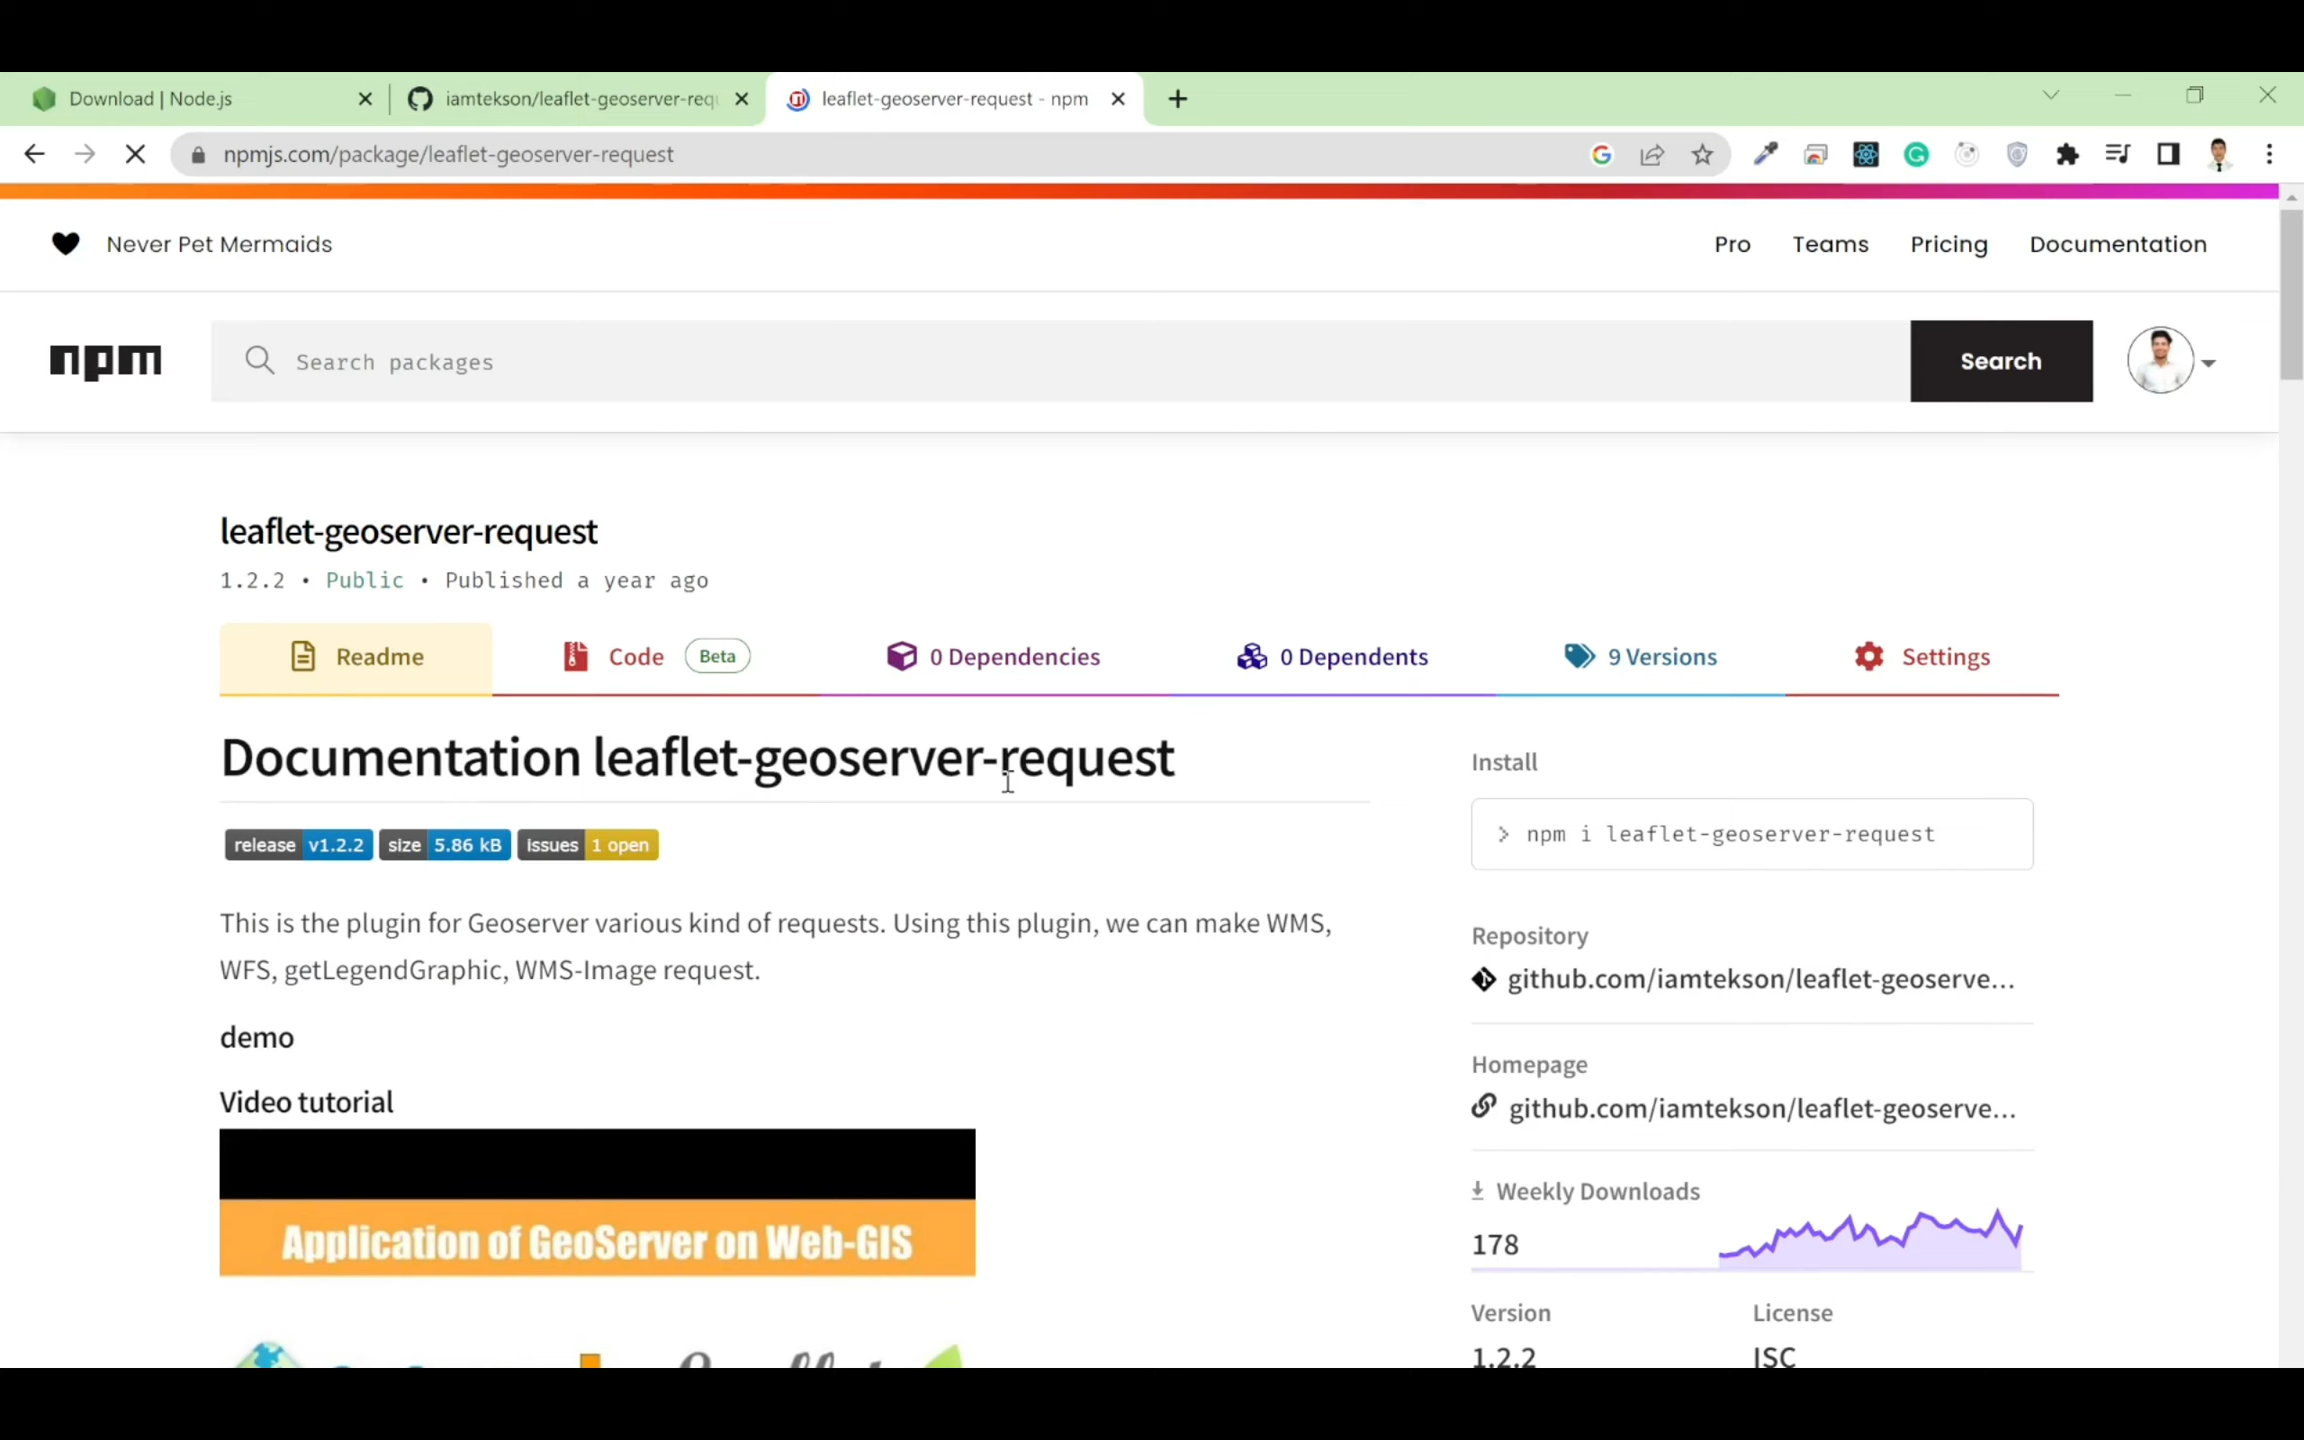 Download | Node.js
iamtekson/leaflet-geoserver-requ
leaflet-geoserver-request - npm
npmjs.com/package/leaflet-geoserver-request
Never Pet Mermaids
Pro
Teams
Pricing
Documentation
npm
Search packages
Search
leaflet-geoserver-request
1.2.2 • Public • Published a year ago
Readme
Code
Beta
0 Dependencies
0 Dependents
9 Versions
Settings
Documentation leaflet-geoserver-request
release v1.2.2
size 5.86 kB
issues 1 open
This is the plugin for Geoserver various kind of requests. Using this plugin, we can make WMS,
WFS, getLegendGraphic, WMS-Image request.
demo
Video tutorial
Application of GeoServer on Web-GIS
Install
> npm i leaflet-geoserver-request
Repository
github.com/iamtekson/leaflet-geoserve...
Homepage
github.com/iamtekson/leaflet-geoserve...
Weekly Downloads
178
Version
1.2.2
License
ISC